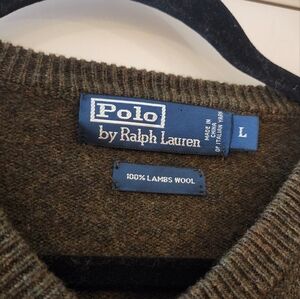 Polo
by Ralph Lauren
MADE IN
CHINA
OF ITALIAN YARN
L
100% LAMBS WOOL